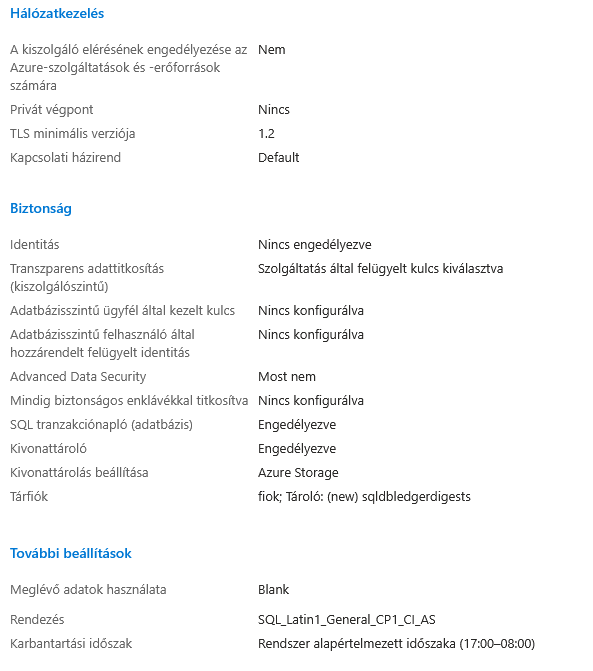 Hálózatkezelés
A kiszolgáló elérésének engedélyezése az Nem
Azure-szolgáltatások és -erőforrások
számára
Privát végpont Nincs
TLS minimális verziója 1.2
Kapcsolati házirend Default
Biztonság
Identitás Nincs engedélyezve
Transzparens adattitkosítás Szolgáltatás által felügyelt kulcs kiválasztva
(kiszolgálószintű)
Adatbázisszintű ügyfél által kezelt kulcs Nincs konfigurálva
Adatbázisszintű felhasználó által Nincs konfigurálva
hozzárendelt felügyelt identitás
Advanced Data Security Most nem
Mindig biztonságos enklávékkal titkosítva Nincs konfigurálva
SQL tranzakciónapló (adatbázis) Engedélyezve
Kivonattároló Engedélyezve
Kivonattárolás beállítása Azure Storage
Tárfiók fiok; Tároló: (new) sqldbledgerdigests
További beállítások
Meglévő adatok használata Blank
Rendezés SQL_Latin1_General_CP1_CI_AS
Karbantartási időszak Rendszer alapértelmezett időszaka (17:00–08:00)